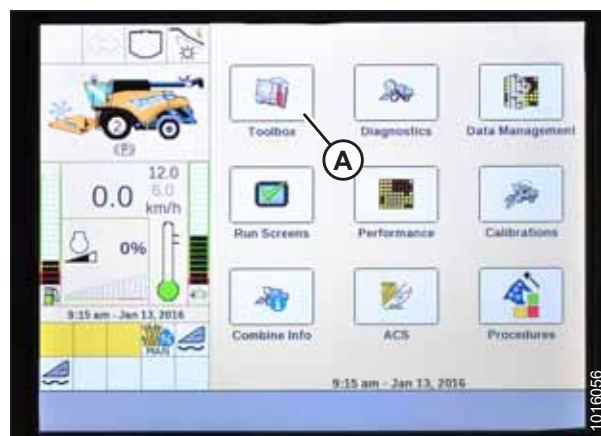 2
(P)
12.0
0.0
6.0
km/h
0%
9:15 am - Jan 13, 2016
MAN
Toolbox
Diagnostics
Data Management
A
Run Screens
Performance
Calibrations
Combine Info
ACS
Procedures
9:15 am - Jan 13, 2016
1016056